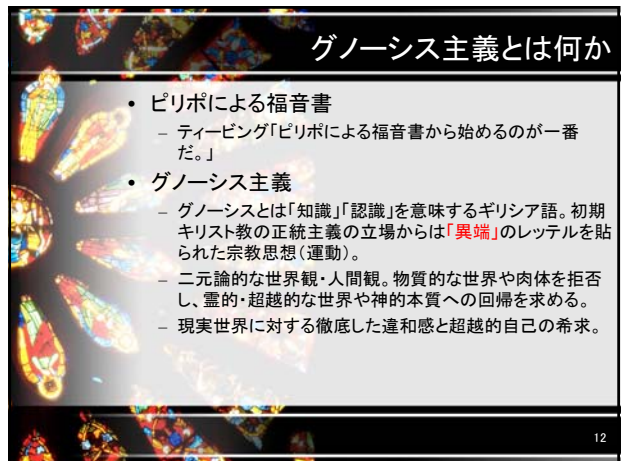 グノーシス主義とは何か
• ピリポによる福音書
– ティービング「ピリポによる福音書から始めるのが一番
だ。」
• グノーシス主義
– グノーシスとは「知識」「認識」を意味するギリシア語。初期
キリスト教の正統主義の立場からは「異端」のレッテルを貼
られた宗教思想（運動）。
– 二元論的な世界観・人間観。物質的な世界や肉体を拒否
し、霊的・超越的な世界や神的本質への回帰を求める。
– 現実世界に対する徹底した違和感と超越的自己の希求。
12